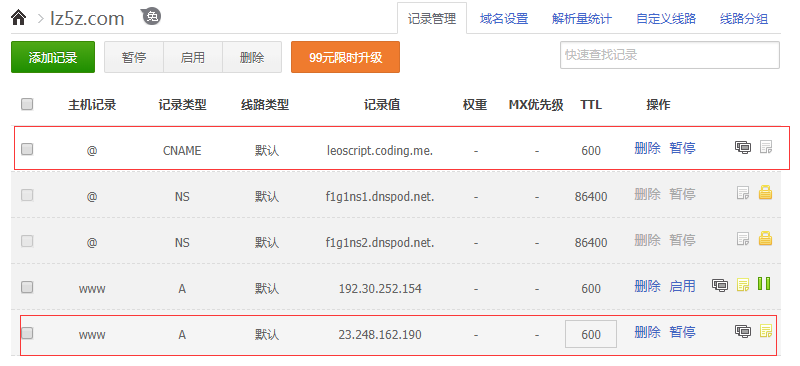 lz5z.com 免 记录管理 域名设置 解析量统计 自定义线路 线路分组
添加记录 暂停 启用 删除 99元限时升级 快速查找记录
主机记录 记录类型 线路类型 记录值 权重 MX优先级 TTL 操作
@ CNAME 默认 leoscript.coding.me. - - 600 删除 暂停
@ NS 默认 f1g1ns1.dnspod.net. - - 86400 删除 暂停
@ NS 默认 f1g1ns2.dnspod.net. - - 86400 删除 暂停
www A 默认 192.30.252.154 - - 600 删除 启用
www A 默认 23.248.162.190 - - 600 删除 暂停